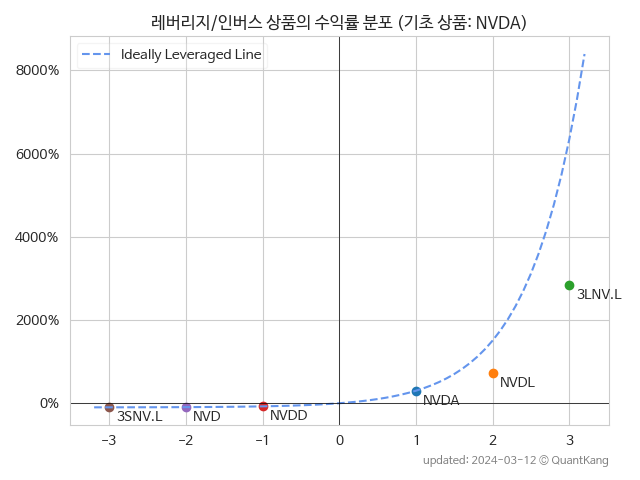 레버리지/인버스 상품의 수익률 분포 (기초 상품: NVDA)
Ideally Leveraged Line
8000%
6000%
4000%
2000%
0%
3LNV.L
NVDL
NVDA
3SNV.L
NVD
NVDD
−3
−2
−1
0
1
2
3
updated: 2024-03-12 © QuantKang